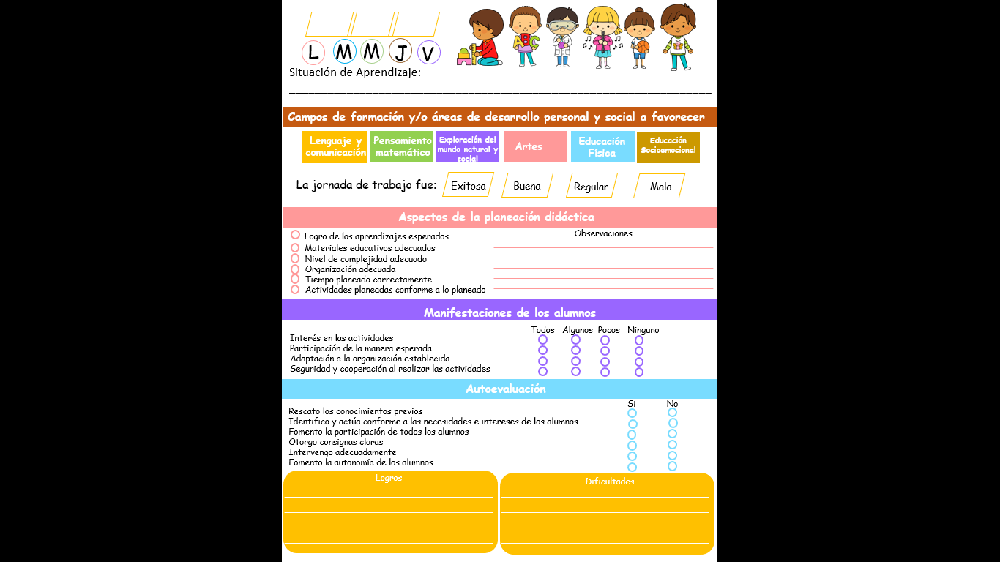 L M M J V
ABC
Situación de Aprendizaje: ____________________________________________
_________________________________________________________________
Campos de formación y/o áreas de desarrollo personal y social a favorecer
Lenguaje y
comunicación
Pensamiento
matemático
Exploración del
mundo natural y
social
Artes
Educación
Física
Educación
Socioemocional
La jornada de trabajo fue: Exitosa Buena Regular Mala
Aspectos de la planeación didáctica
Observaciones
Logro de los aprendizajes esperados
Materiales educativos adecuados
Nivel de complejidad adecuado
Organización adecuada
Tiempo planeado correctamente
Actividades planeadas conforme a lo planeado
Manifestaciones de los alumnos
Todos Algunos Pocos Ninguno
Interés en las actividades
Participación de la manera esperada
Adaptación a la organización establecida
Seguridad y cooperación al realizar las actividades
Autoevaluación
Si No
Rescato los conocimientos previos
Identifico y actúa conforme a las necesidades e intereses de los alumnos
Fomento la participación de todos los alumnos
Otorgo consignas claras
Intervengo adecuadamente
Fomento la autonomía de los alumnos
Logros
Dificultades